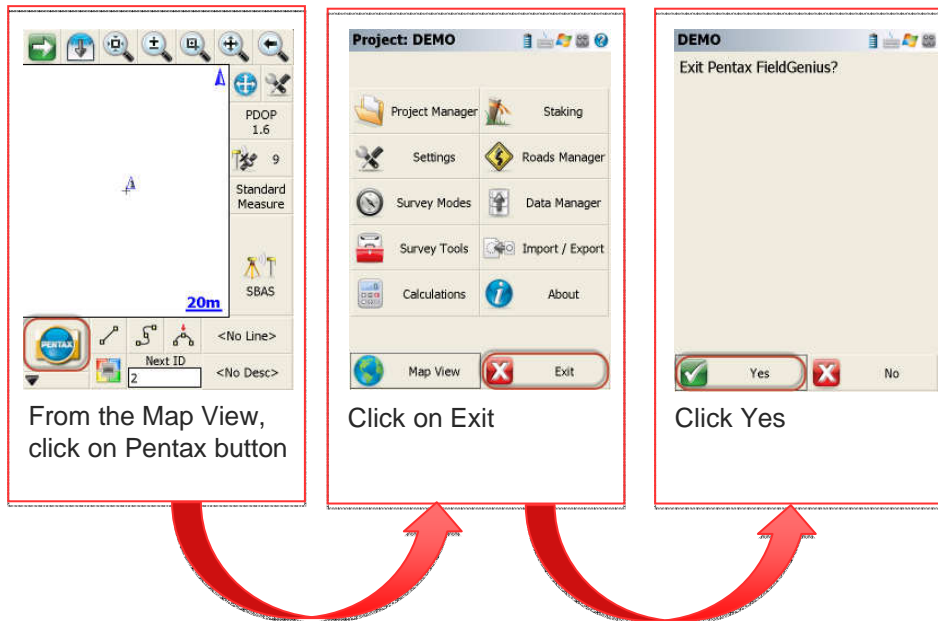 PDOP
1.6
9
Standard
Measure
SBAS
20m
PENTAX
<No Line>
Next ID
2
<No Desc>
From the Map View,
click on Pentax button
Project: DEMO
Project Manager
Staking
Settings
Roads Manager
Survey Modes
Data Manager
Survey Tools
Import / Export
Calculations
About
Map View
Exit
Click on Exit
DEMO
Exit Pentax FieldGenius?
Yes
No
Click Yes